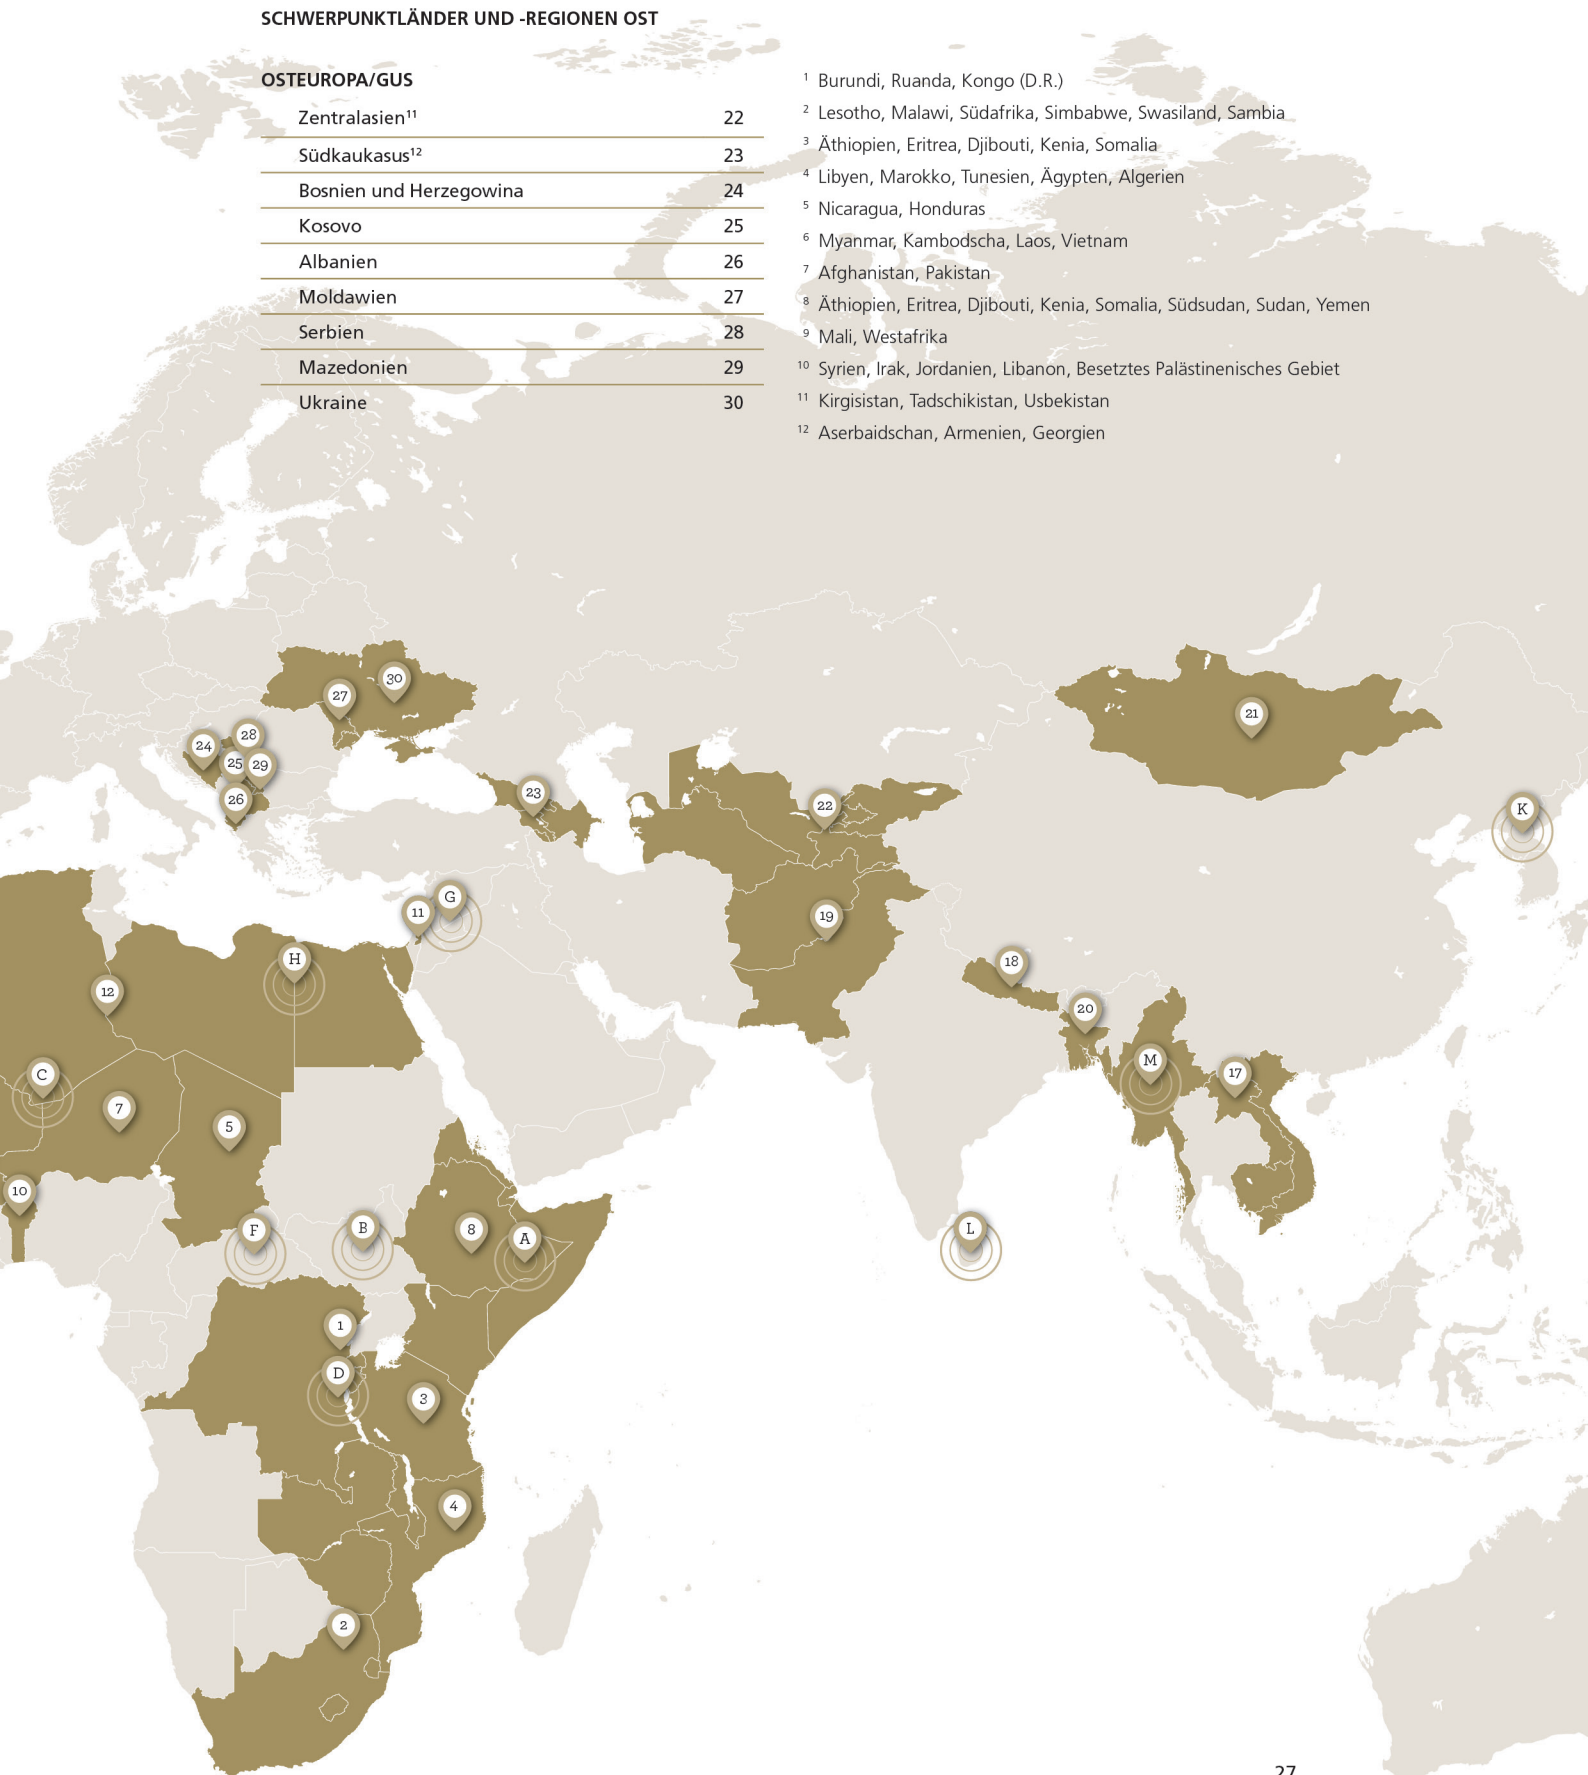 SCHWERPUNKTLÄNDER UND -REGIONEN OST
OSTEUROPA/GUS
Zentralasien¹¹ 22
Südkaukasus¹² 23
Bosnien und Herzegowina 24
Kosovo 25
Albanien 26
Moldawien 27
Serbien 28
Mazedonien 29
Ukraine 30
¹ Burundi, Ruanda, Kongo (D.R.)
² Lesotho, Malawi, Südafrika, Simbabwe, Swasiland, Sambia
³ Äthiopien, Eritrea, Djibouti, Kenia, Somalia
⁴ Libyen, Marokko, Tunesien, Ägypten, Algerien
⁵ Nicaragua, Honduras
⁶ Myanmar, Kambodscha, Laos, Vietnam
⁷ Afghanistan, Pakistan
⁸ Äthiopien, Eritrea, Djibouti, Kenia, Somalia, Südsudan, Sudan, Yemen
⁹ Mali, Westafrika
¹⁰ Syrien, Irak, Jordanien, Libanon, Besetztes Palästinenisches Gebiet
¹¹ Kirgisistan, Tadschikistan, Usbekistan
¹² Aserbaidschan, Armenien, Georgien
30
27
21
28
24
25
29
26
23
22
K
G
11
19
H
18
12
20
M
C
17
7
5
10
F
B
8
A
L
1
D
3
4
2
27